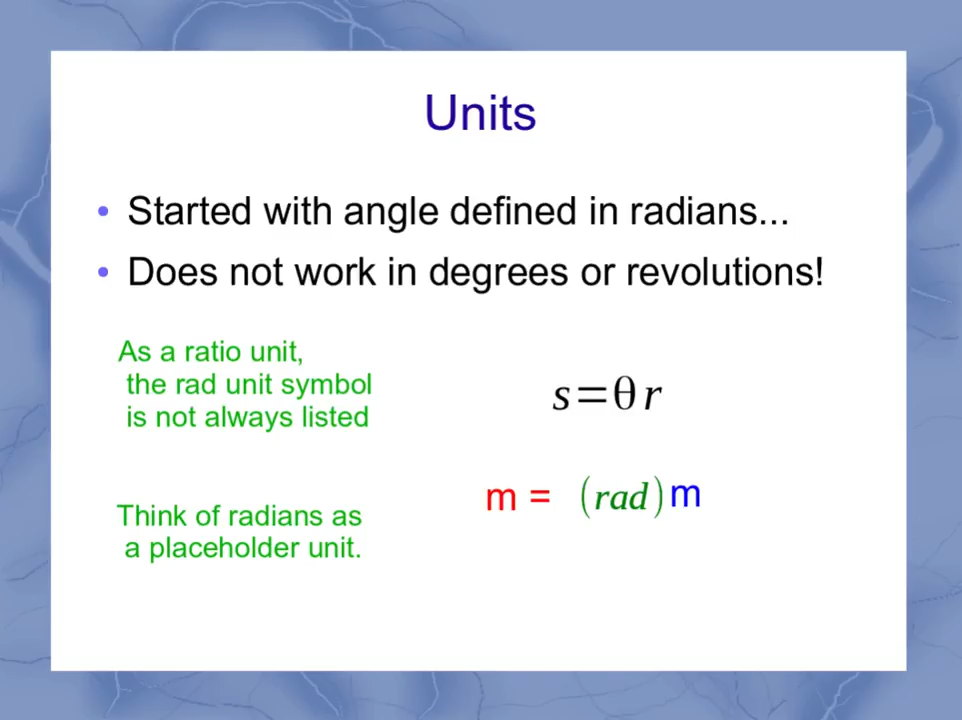 Units
• Started with angle defined in radians...
• Does not work in degrees or revolutions!
As a ratio unit,
the rad unit symbol
is not always listed
s=θr
m = (rad)m
Think of radians as
a placeholder unit.